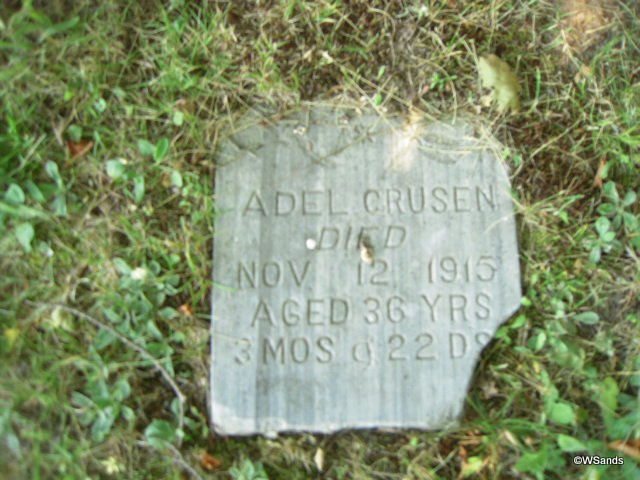 ADEL CRUSEN
DIED
NOV. 12 1915
AGED 36 YRS
3 MOS & 22 DS
©WSands